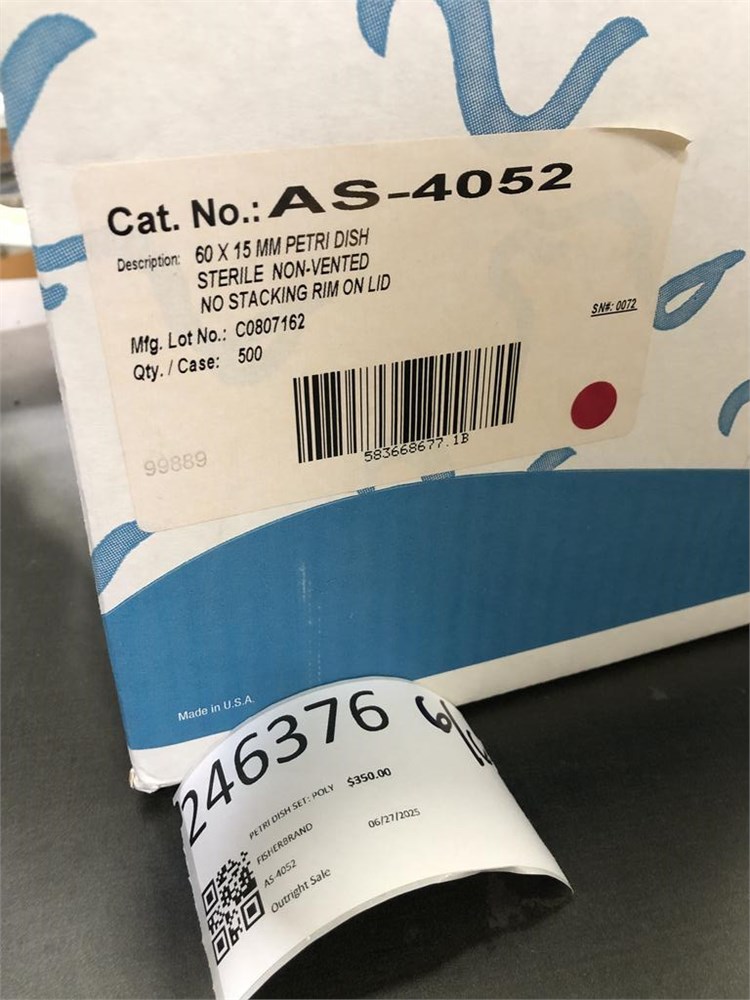 Cat. No.: AS-4052
Description: 60 X 15 MM PETRI DISH
STERILE NON-VENTED
NO STACKING RIM ON LID
SN#: 0072
Mfg. Lot No.: C0807162
Qty. / Case: 500
583668677.1B
99889
Made in U.S.A.
246376
PETRI DISH SET: POLY $350.00
FISHERBRAND 06/27/2025
AS-4052
Outright Sale